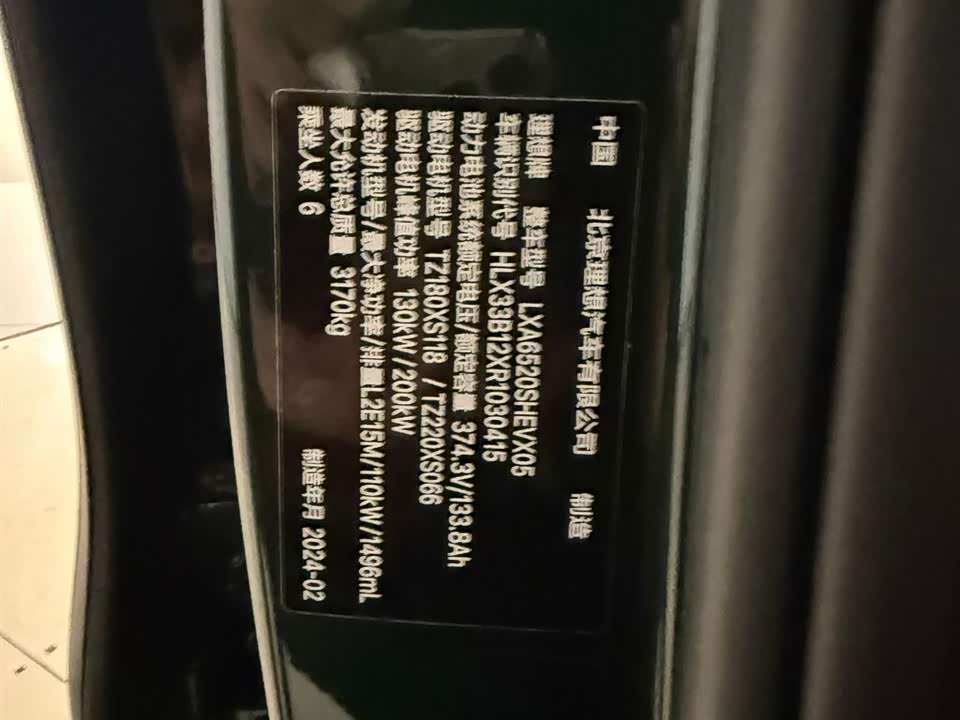 中国 北京理想汽车有限公司 制造
理想牌 整车型号 LXA6520SHEVX05
车辆识别代号 HLX33B12XR1030415
动力电池系统额定电压/额定容量 374.3V/133.8Ah
驱动电机型号 TZ180XS118 /TZ220XS066
驱动电机峰值功率 130kW/200kW
发动机型号/最大净功率/排量L2E15M/110kW/1496mL
最大允许总质量 3170kg
乘坐人数 6 制造年月 2024-02